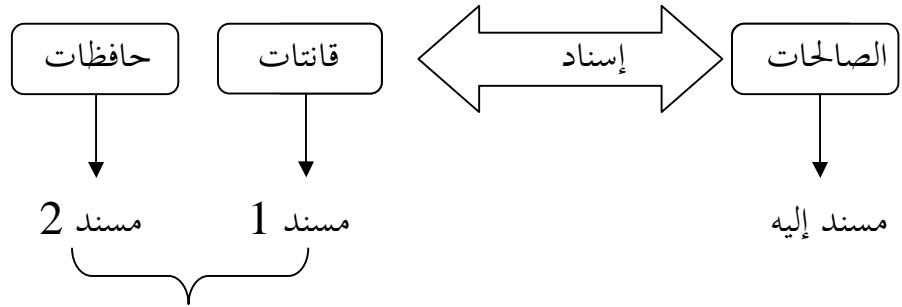 الصالحات إسناد قانتات حافظات
مسند إليه مسند 1 مسند 2